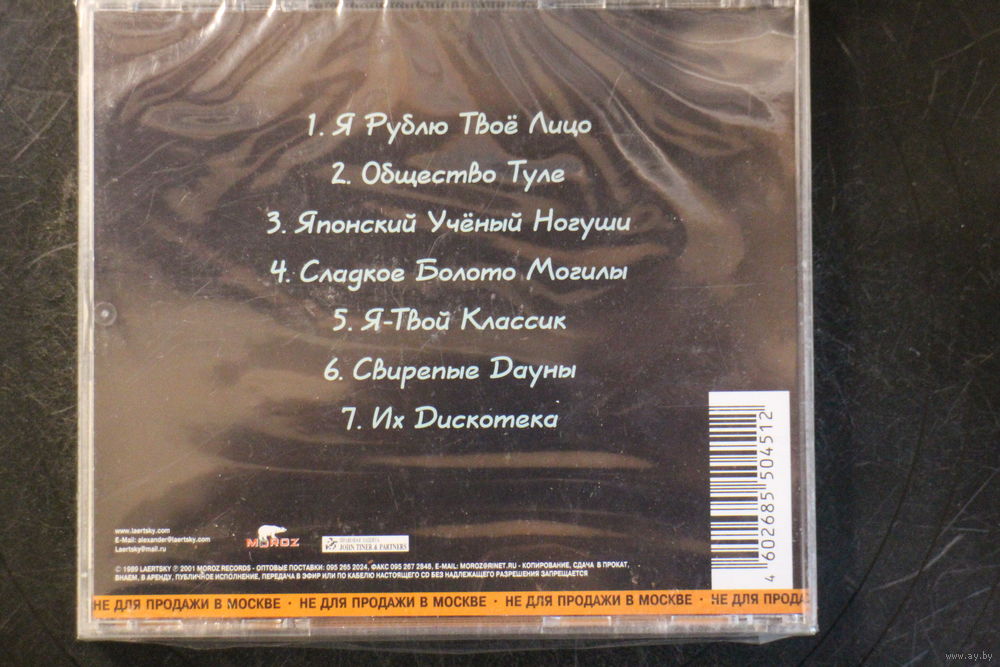 1. Я Рублю Твоё Лицо
2. Общество Туле
3. Японский Учёный Ногуши
4. Сладкое Болото Могилы
5. Я-Твой Классик
6. Свирепые Дауны
7. Их Дискотека
4 602685 504512
www.laertsky.com
E-Mail: alexander@laertsky.com
Laertsky@mail.ru
MOROZ
ПРАВОВАЯ ЗАЩИТА
JOHN TINER & PARTNERS
© 1989 LAERTSKY ℗ 2001 MOROZ RECORDS - ОПТОВЫЕ ПОСТАВКИ: 095 265 2024, ФАКС 095 267 2848, E-MAIL: MOROZ@RINET.RU - КОПИРОВАНИЕ, СДАЧА В ПРОКАТ,
ВНАЕМ, В АРЕНДУ, ПУБЛИЧНОЕ ИСПОЛНЕНИЕ, ПЕРЕДАЧА В ЭФИР ИЛИ ПО КАБЕЛЮ НАСТОЯЩЕГО CD БЕЗ НАДЛЕЖАЩЕГО РАЗРЕШЕНИЯ ЗАПРЕЩАЕТСЯ
НЕ ДЛЯ ПРОДАЖИ В МОСКВЕ · НЕ ДЛЯ ПРОДАЖИ В МОСКВЕ · НЕ ДЛЯ ПРОДАЖИ В МОСКВЕ · НЕ ДЛЯ ПРОДА
www.ay.by